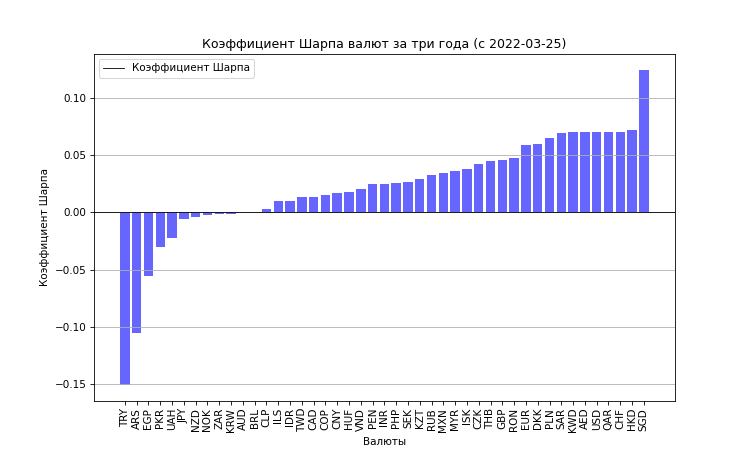 Коэффициент Шарпа валют за три года (с 2022-03-25)
Коэффициент Шарпа
0.10
0.05
0.00
−0.05
−0.10
−0.15
Коэффициент Шарпа
TRY ARS EGP PKR UAH JPY NZD NOK ZAR KRW AUD BRL CLP ILS IDR TWD CAD COP CNY HUF VND PEN INR PHP SEK KZT RUB MXN MYR ISK CZK THB GBP RON EUR DKK PLN SAR KWD AED USD QAR CHF HKD SGD
Валюты